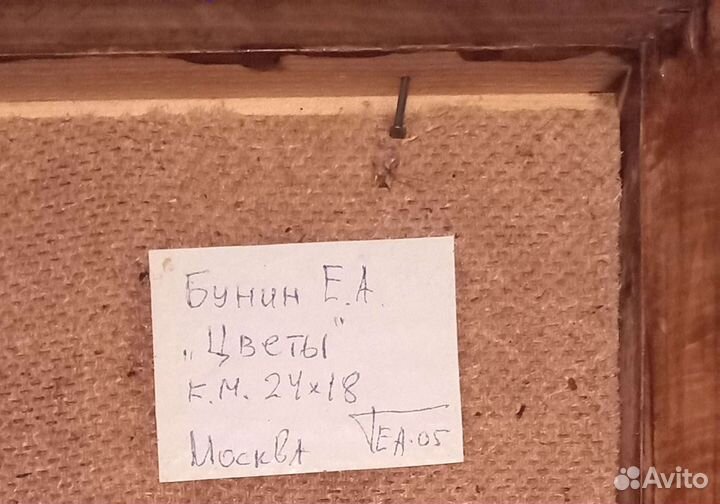 Бунин Е.А.
„Цветы"
к.м. 24×18
Москва ЕА-05
Avito